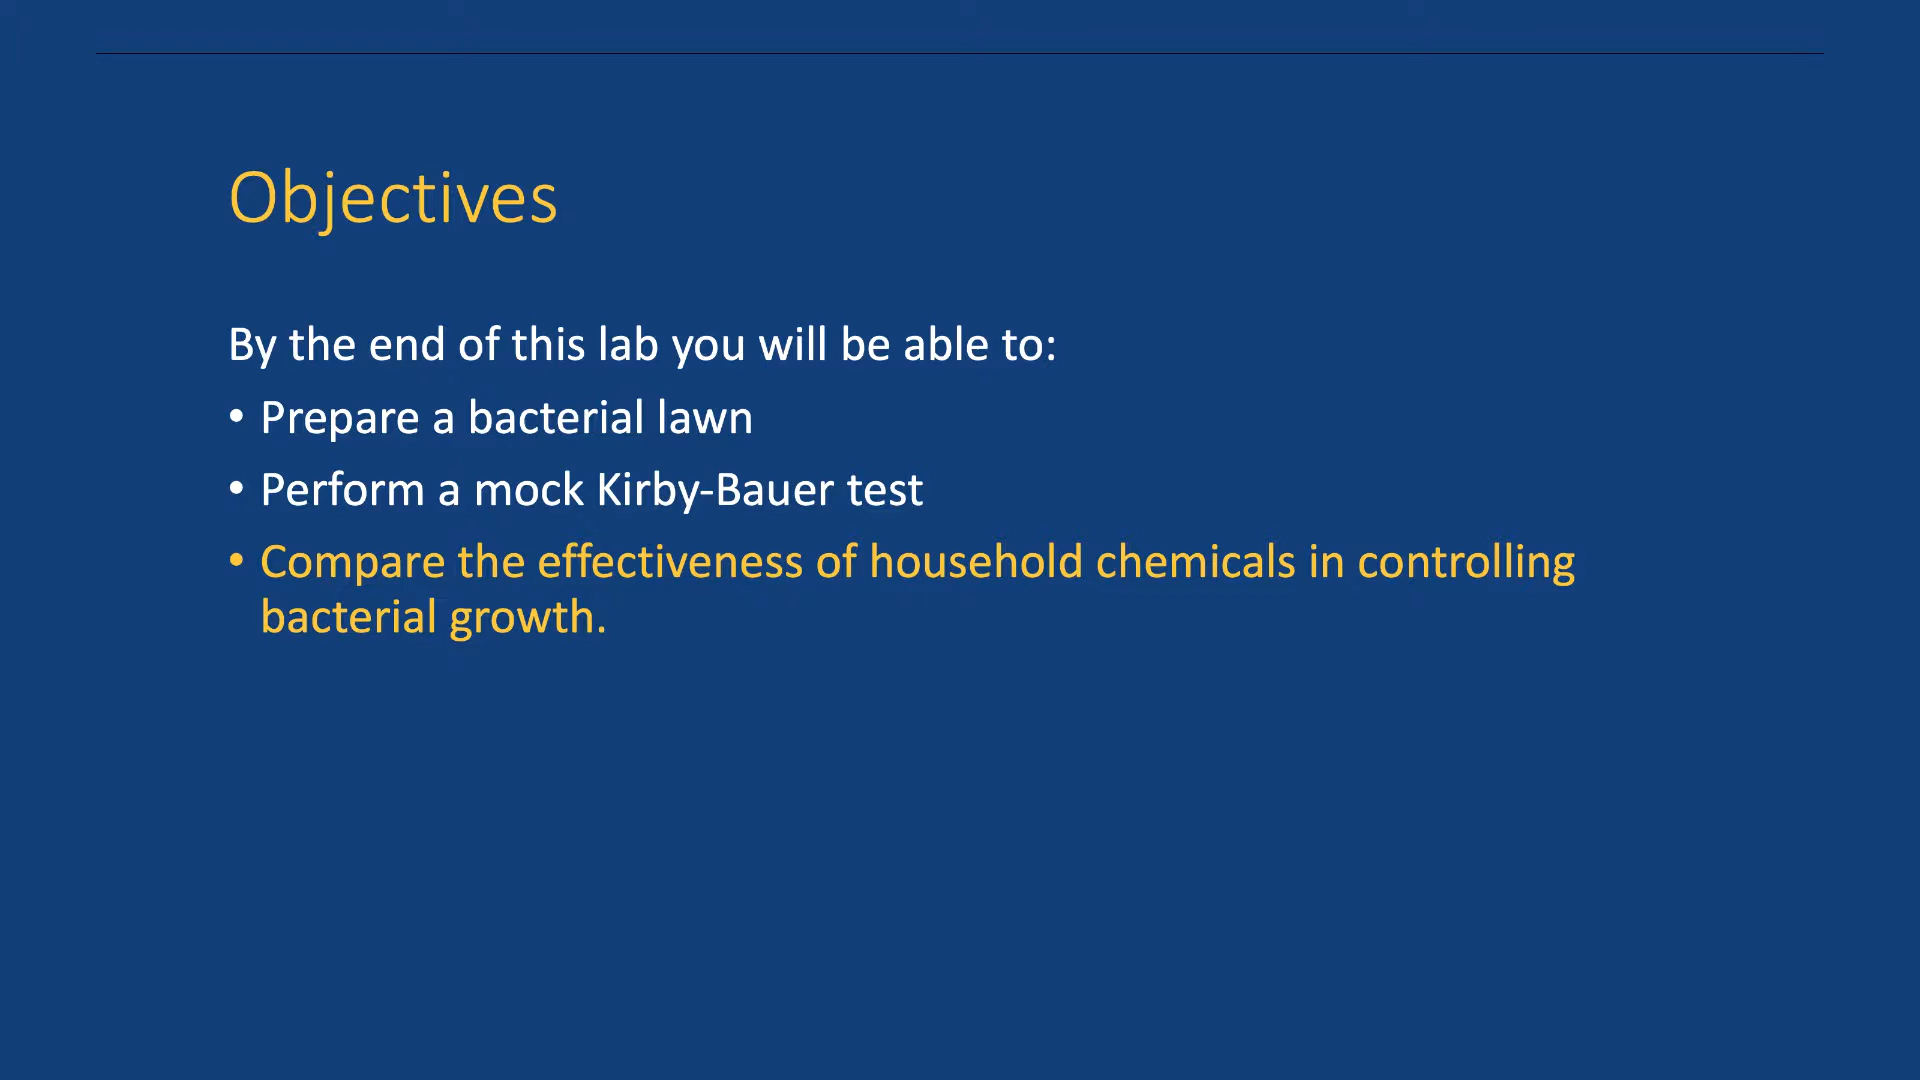 Objectives
By the end of this lab you will be able to:
• Prepare a bacterial lawn
• Perform a mock Kirby-Bauer test
• Compare the effectiveness of household chemicals in controlling
bacterial growth.